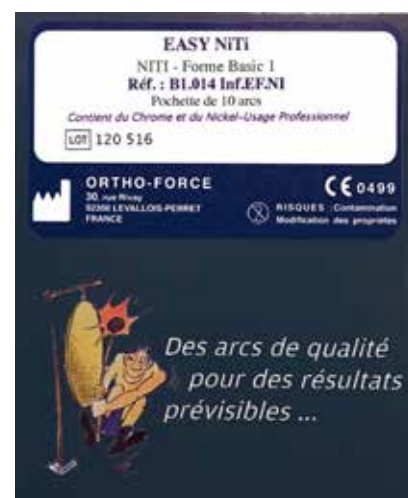 EASY NiTi
NITI - Forme Basic 1
Réf. : B1.014 Inf.EF.NI
Pochette de 10 arcs
Contient du Chrome et du Nickel-Usage Professionnel
LOT 120 516
ORTHO-FORCE
30, rue Rivay
92300 LEVALLOIS-PERRET
FRANCE
CE 0499
RISQUES : Contamination
Modification des propriétés
Des arcs de qualité
pour des résultats
prévisibles ...